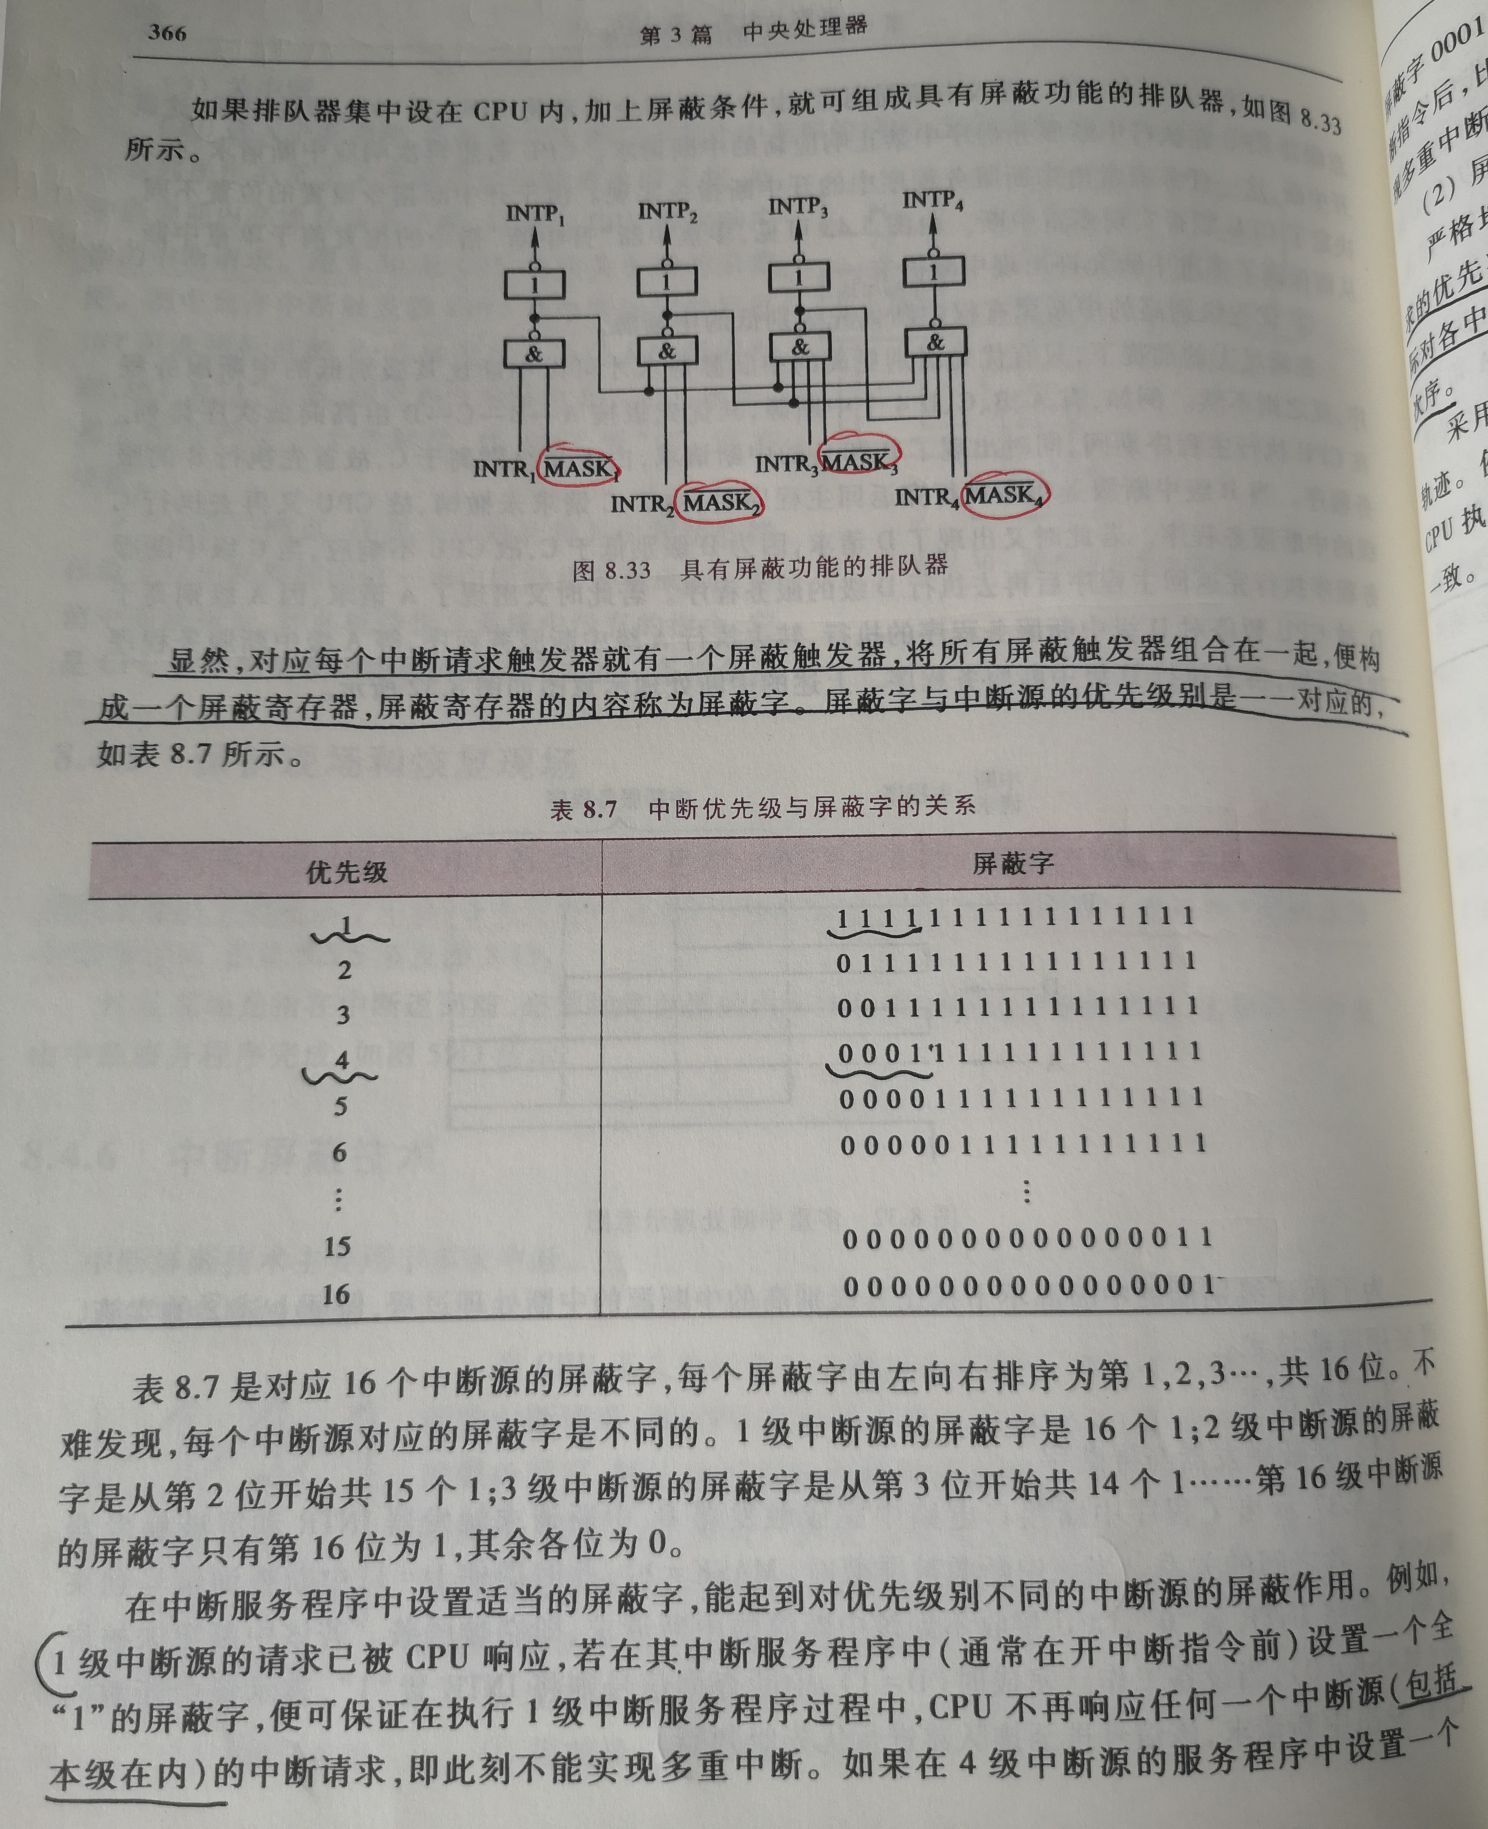 366
第 3 篇 中央处理器
如果排队器集中设在 CPU 内,加上屏蔽条件,就可组成具有屏蔽功能的排队器,如图 8.33
所示。
INTP₁ INTP₂ INTP₃ INTP₄
1 1 1 1
& & & &
INTR₁ MASK₁ INTR₃ MASK₃
INTR₂ MASK₂ INTR₄ MASK₄
图 8.33 具有屏蔽功能的排队器
显然,对应每个中断请求触发器就有一个屏蔽触发器,将所有屏蔽触发器组合在一起,便构
成一个屏蔽寄存器,屏蔽寄存器的内容称为屏蔽字。屏蔽字与中断源的优先级别是一一对应的,
如表 8.7 所示。
表 8.7 中断优先级与屏蔽字的关系
优先级 屏蔽字
1 1 1 1 1 1 1 1 1 1 1 1 1 1 1 1 1
2 0 1 1 1 1 1 1 1 1 1 1 1 1 1 1 1
3 0 0 1 1 1 1 1 1 1 1 1 1 1 1 1 1
4 0 0 0 1 1 1 1 1 1 1 1 1 1 1 1 1
5 0 0 0 0 1 1 1 1 1 1 1 1 1 1 1 1
6 0 0 0 0 0 1 1 1 1 1 1 1 1 1 1 1
⋮ ⋮
15 0 0 0 0 0 0 0 0 0 0 0 0 0 0 1 1
16 0 0 0 0 0 0 0 0 0 0 0 0 0 0 0 1
表 8.7 是对应 16 个中断源的屏蔽字,每个屏蔽字由左向右排序为第 1,2,3…,共 16 位。不
难发现,每个中断源对应的屏蔽字是不同的。1 级中断源的屏蔽字是 16 个 1;2 级中断源的屏蔽
字是从第 2 位开始共 15 个 1;3 级中断源的屏蔽字是从第 3 位开始共 14 个 1……第 16 级中断源
的屏蔽字只有第 16 位为 1,其余各位为 0。
在中断服务程序中设置适当的屏蔽字,能起到对优先级别不同的中断源的屏蔽作用。例如,
1 级中断源的请求已被 CPU 响应,若在其中断服务程序中(通常在开中断指令前)设置一个全
“1”的屏蔽字,便可保证在执行 1 级中断服务程序过程中,CPU 不再响应任何一个中断源(包括
本级在内)的中断请求,即此刻不能实现多重中断。如果在 4 级中断源的服务程序中设置一个
屏蔽字 0001
指令后,比
现多重中断
(2) 屏
严格
求的优先
际对各中
次序。
采用
轨迹。
CPU 执
一致。